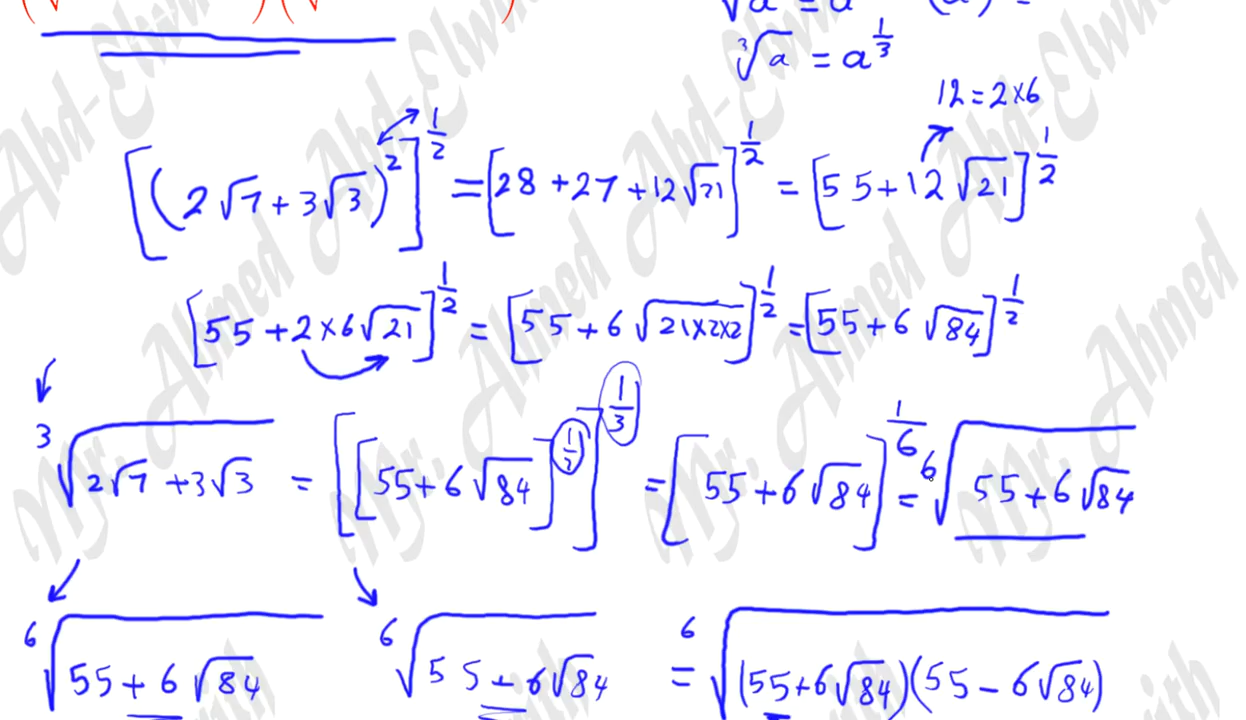 ∛a = a^(1/3)
12 = 2×6
[(2√7 + 3√3)²]^(1/2) = [28 + 27 + 12√21]^(1/2) = [55 + 12√21]^(1/2)
[55 + 2×6√21]^(1/2) = [55 + 6√(21×2×2)]^(1/2) = [55 + 6√84]^(1/2)
∛(2√7 + 3√3) = [[55 + 6√84]^(1/2)]^(1/3) = [55 + 6√84]^(1/6) = ⁶√(55 + 6√84)
⁶√(55 + 6√84) ⁶√(55 - 6√84) = ⁶√((55 + 6√84)(55 - 6√84))
Mr. Ahmed Abd-Elwh